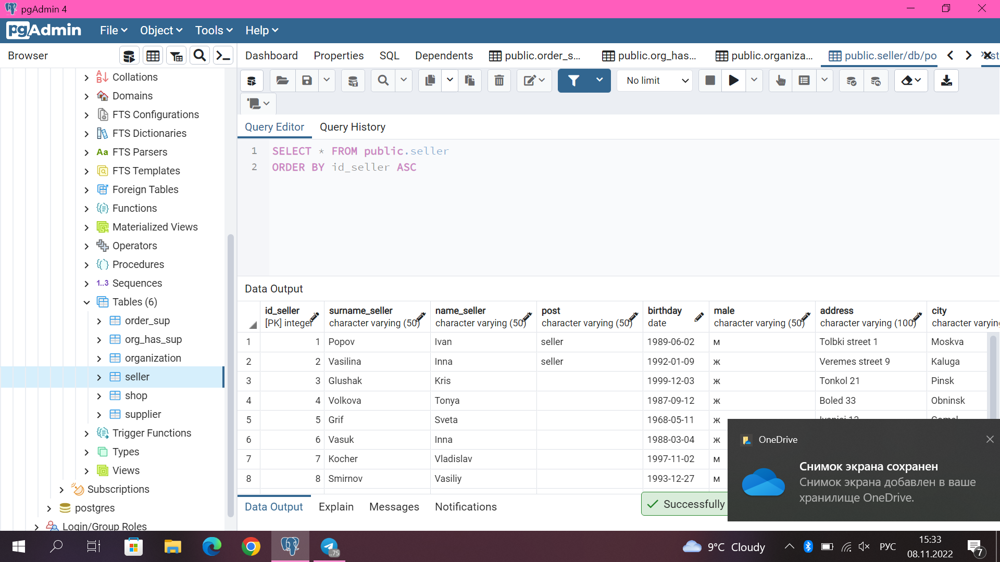 pgAdmin 4
pgAdmin File Object Tools Help
Browser
Dashboard Properties SQL Dependents public.order_s... public.org_has... public.organiza... public.seller/db/po
No limit
Query Editor Query History
1 SELECT * FROM public.seller
2 ORDER BY id_seller ASC
Collations
Domains
FTS Configurations
FTS Dictionaries
Aa FTS Parsers
FTS Templates
Foreign Tables
Functions
Materialized Views
Operators
Procedures
1..3 Sequences
Tables (6)
order_sup
org_has_sup
organization
seller
shop
supplier
Trigger Functions
Types
Views
Subscriptions
postgres
Login/Group Roles
Data Output
id_seller surname_seller name_seller post birthday male address city
[PK] integer character varying (50) character varying (50) character varying (50) date character varying (50) character varying (100) character varying
1 1 Popov Ivan seller 1989-06-02 м Tolbki street 1 Moskva
2 2 Vasilina Inna seller 1992-01-09 ж Veremes street 9 Kaluga
3 3 Glushak Kris 1999-12-03 ж Tonkol 21 Pinsk
4 4 Volkova Tonya 1987-09-12 ж Boled 33 Obninsk
5 5 Grif Sveta 1968-05-11 ж
6 6 Vasuk Inna 1988-03-04 ж
7 7 Kocher Vladislav 1997-11-02 м
8 8 Smirnov Vasiliy 1993-12-27 м
Data Output Explain Messages Notifications
Successfully
OneDrive
Снимок экрана сохранен
Снимок экрана добавлен в ваше
хранилище OneDrive.
75
9°C Cloudy
РУС
15:33
08.11.2022
7